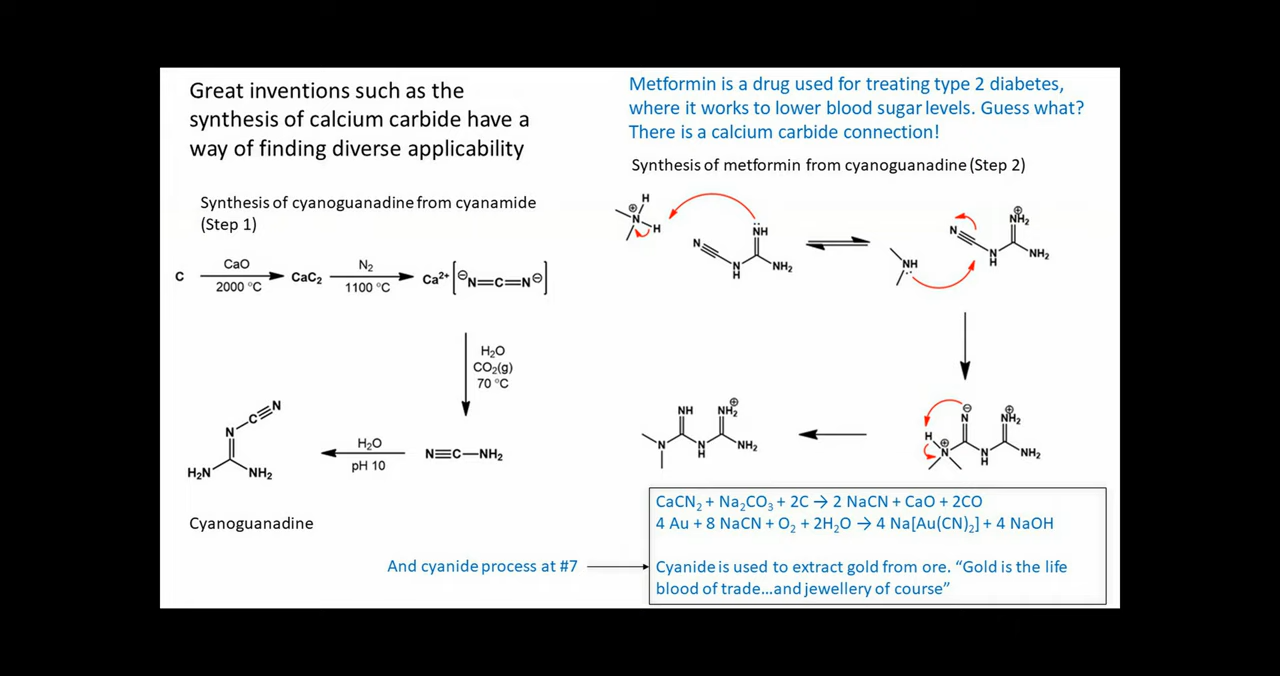 Great inventions such as the
synthesis of calcium carbide have a
way of finding diverse applicability
Synthesis of cyanoguanadine from cyanamide
(Step 1)
C
CaO
2000 °C
CaC₂
N₂
1100 °C
Ca²⁺ [⊖N=C=N⊖]
H₂O
CO₂(g)
70 °C
N≡C—NH₂
H₂O
pH 10
N
C≡N
N
H₂N
NH₂
Cyanoguanadine
Metformin is a drug used for treating type 2 diabetes,
where it works to lower blood sugar levels. Guess what?
There is a calcium carbide connection!
Synthesis of metformin from cyanoguanadine (Step 2)
H
⊕
N
H
N
NH
N
H
NH₂
NH
N
⊕
NH₂
N
H
NH₂
⊖
N
⊕
NH₂
H
⊕
N
N
H
NH₂
NH
⊕
NH₂
N
N
H
NH₂
CaCN₂ + Na₂CO₃ + 2C → 2 NaCN + CaO + 2CO
4 Au + 8 NaCN + O₂ + 2H₂O → 4 Na[Au(CN)₂] + 4 NaOH
And cyanide process at #7
Cyanide is used to extract gold from ore. “Gold is the life
blood of trade…and jewellery of course”